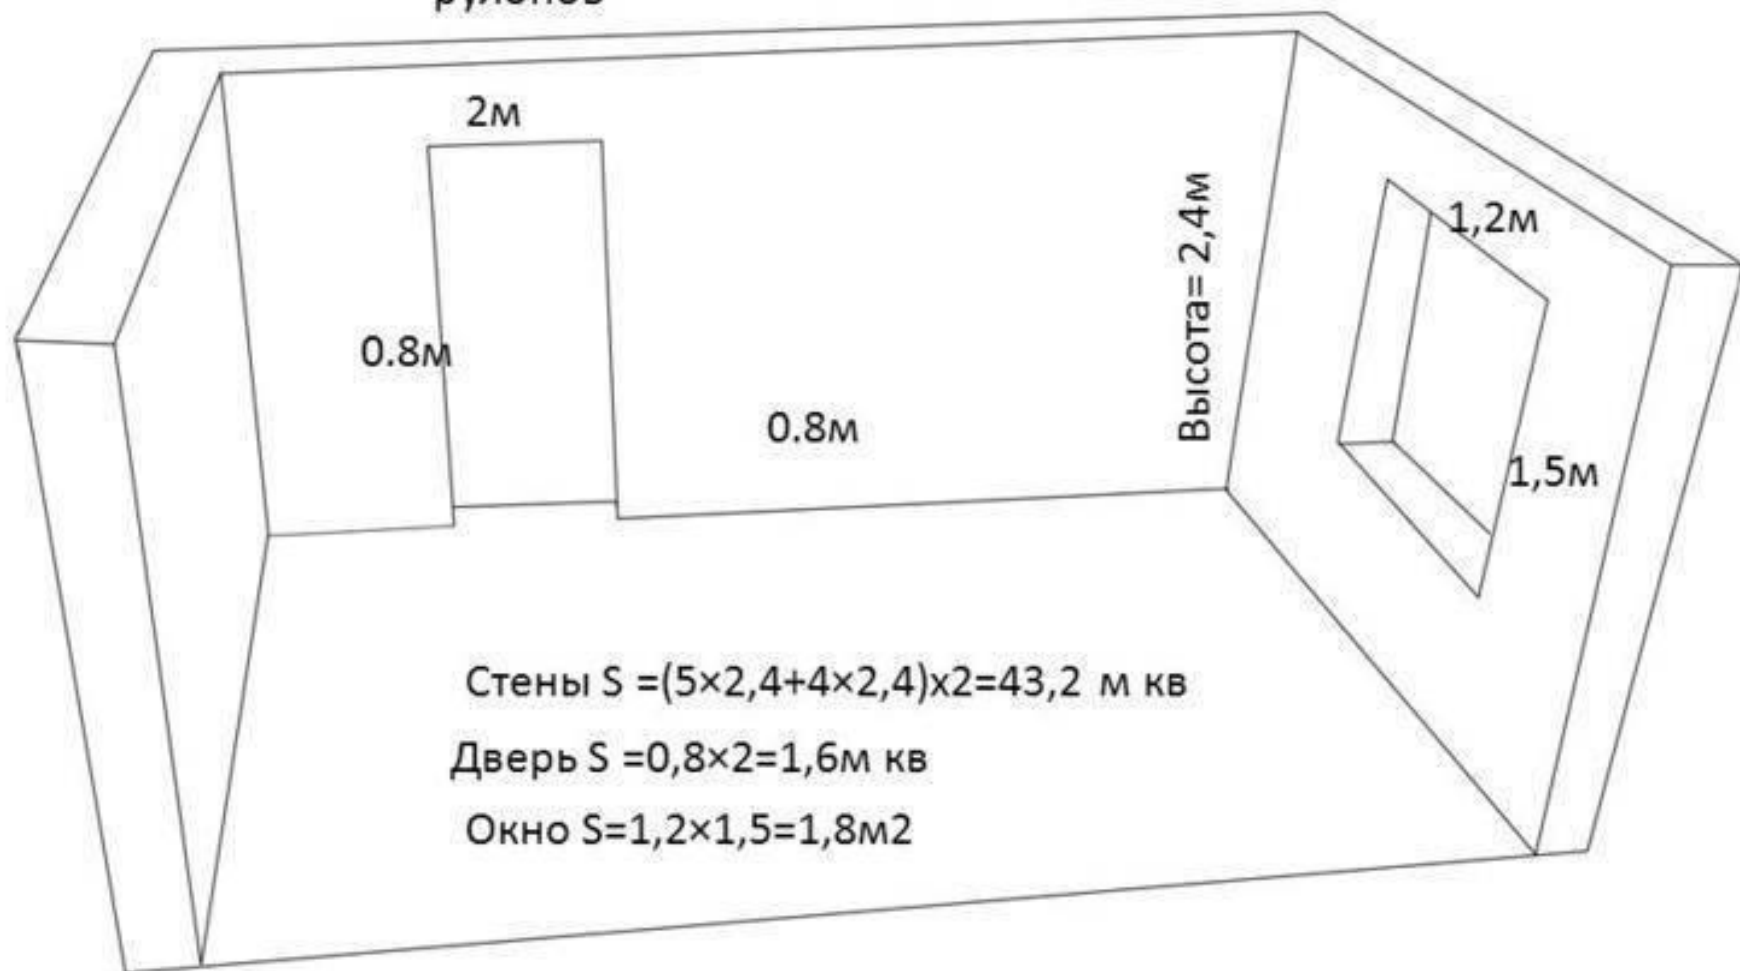 рулонов
2м
1,2м
Высота= 2,4м
0.8м
0.8м
1,5м
Стены S =(5×2,4+4×2,4)x2=43,2 м кв
Дверь S =0,8×2=1,6м кв
Окно S=1,2×1,5=1,8м2